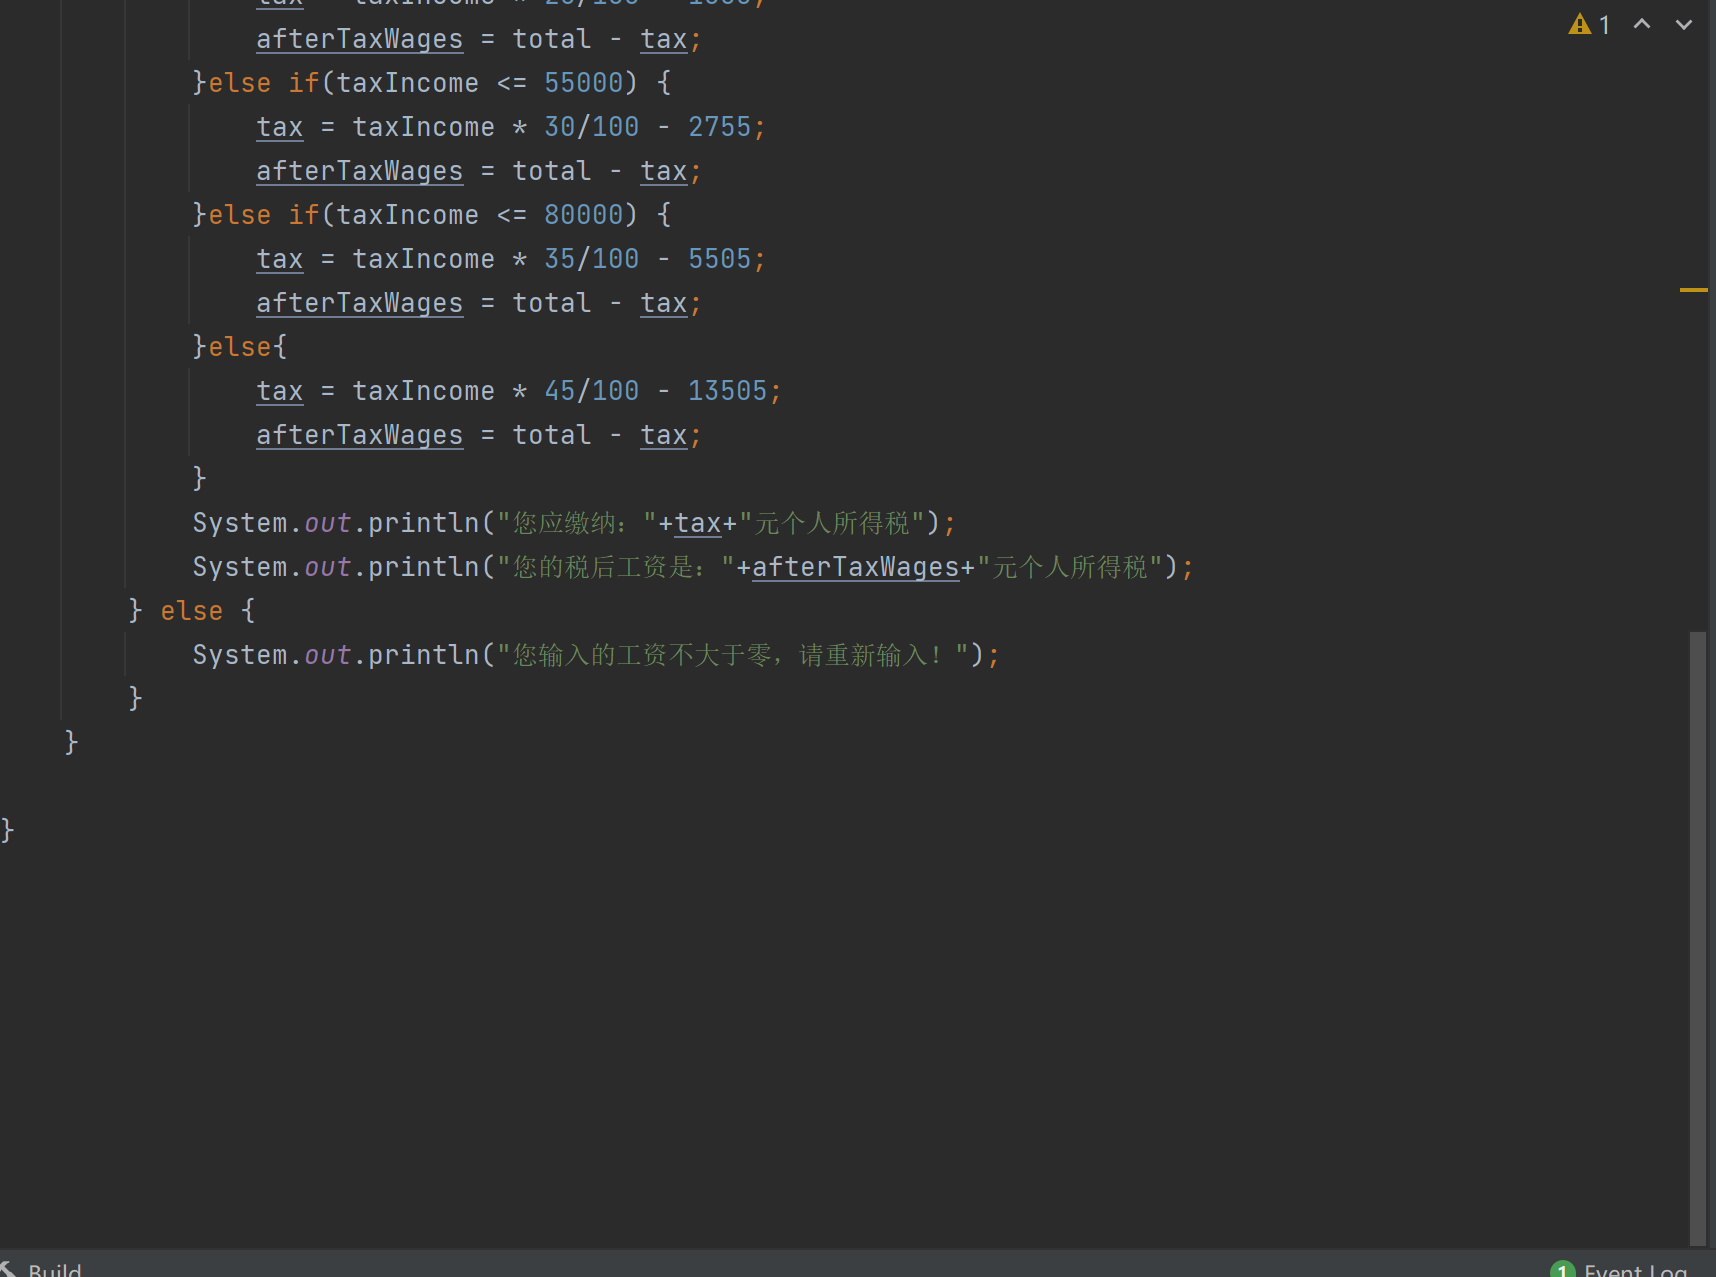 afterTaxWages = total - tax;
}else if(taxIncome <= 55000) {
tax = taxIncome * 30/100 - 2755;
afterTaxWages = total - tax;
}else if(taxIncome <= 80000) {
tax = taxIncome * 35/100 - 5505;
afterTaxWages = total - tax;
}else{
tax = taxIncome * 45/100 - 13505;
afterTaxWages = total - tax;
}
System.out.println("您应缴纳："+tax+"元个人所得税");
System.out.println("您的税后工资是："+afterTaxWages+"元个人所得税");
} else {
System.out.println("您输入的工资不大于零，请重新输入！");
}
}
}
1
Build
1 Event Log